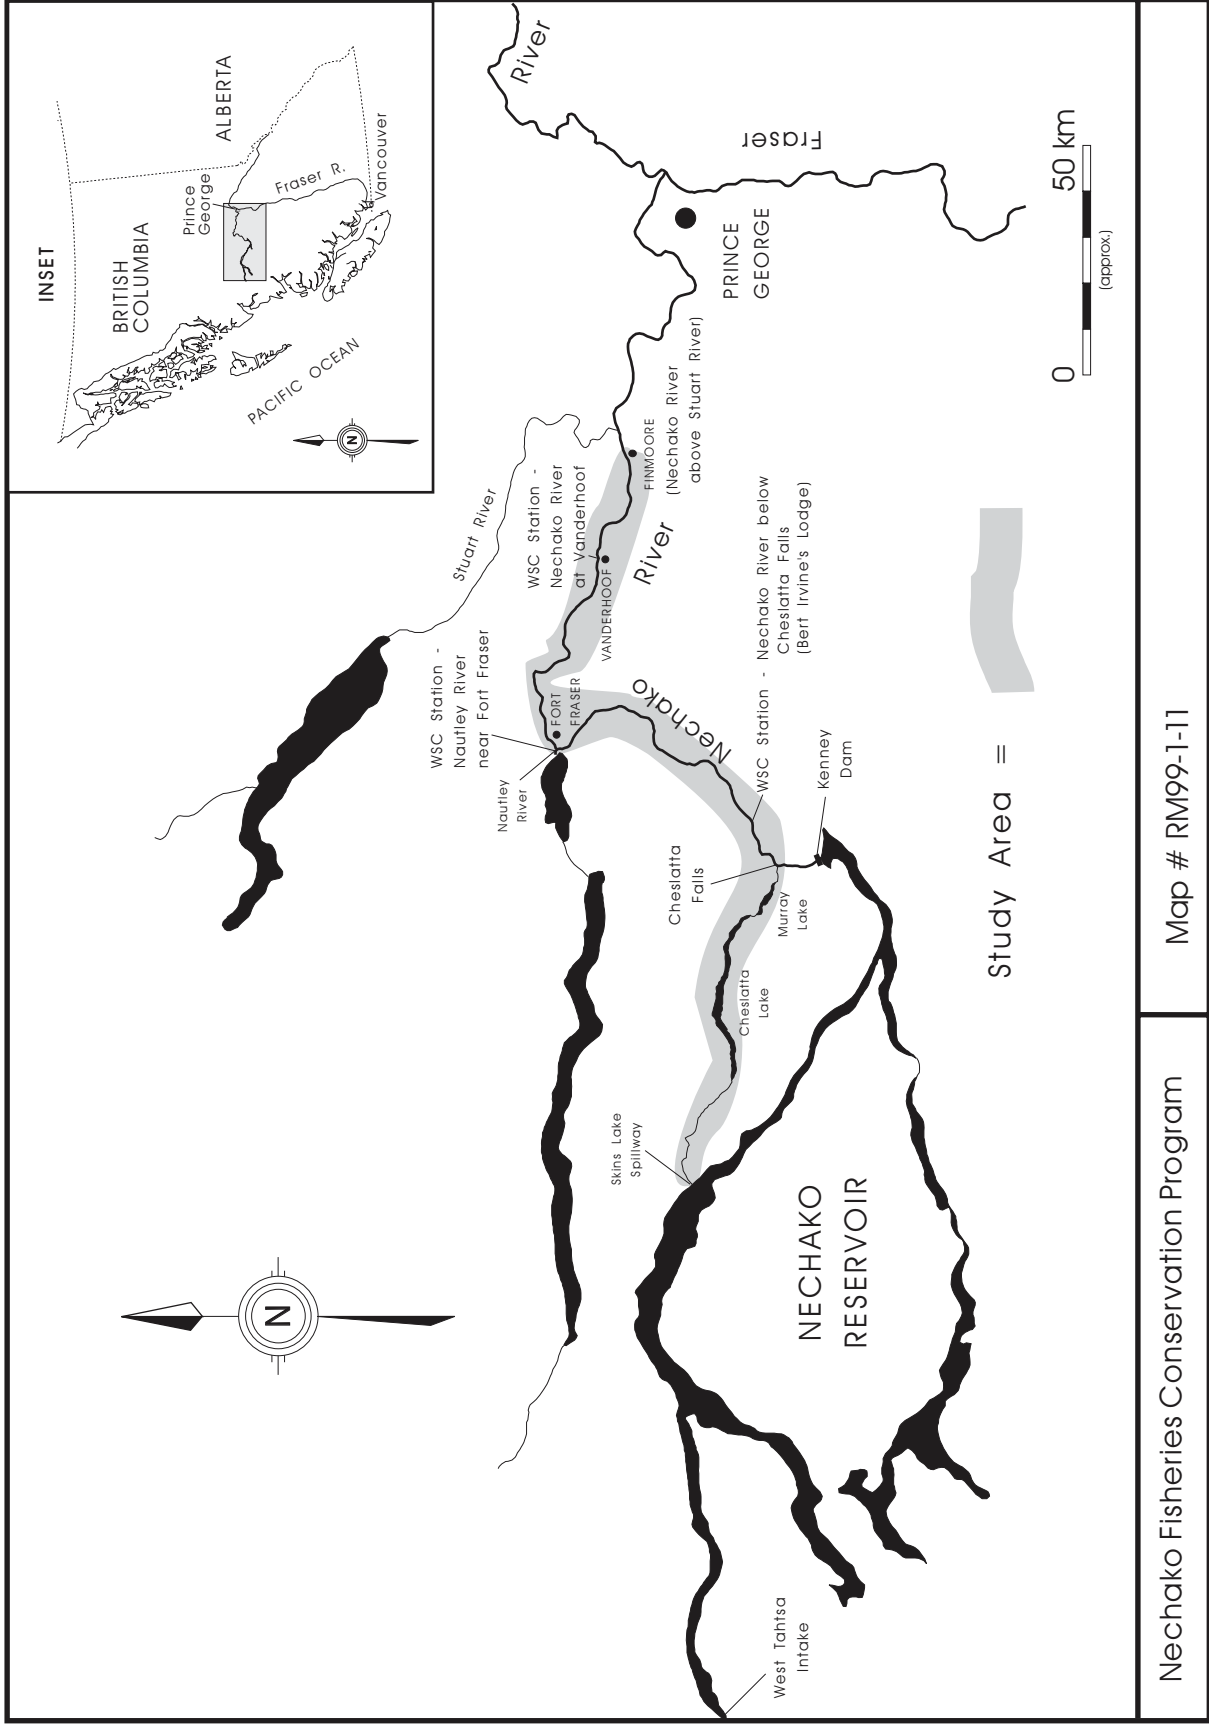 INSET
BRITISH
COLUMBIA
ALBERTA
Prince
George
Fraser R.
Vancouver
PACIFIC OCEAN
N
N
River
Fraser
PRINCE
GEORGE
Stuart River
WSC Station -
Nautley River
near Fort Fraser
WSC Station -
Nechako River
at Vanderhoof
Nautley
River
FORT
FRASER
VANDERHOOF
FINMOORE
(Nechako River
above Stuart River)
Nechako
River
WSC Station - Nechako River below
Cheslatta Falls
(Bert Irvine's Lodge)
Cheslatta
Falls
Kenney
Dam
Murray
Lake
Cheslatta
Lake
Skins Lake
Spillway
NECHAKO
RESERVOIR
West Tahtsa
Intake
Study Area =
0
50 km
(approx.)
Nechako Fisheries Conservation Program
Map # RM99-1-11